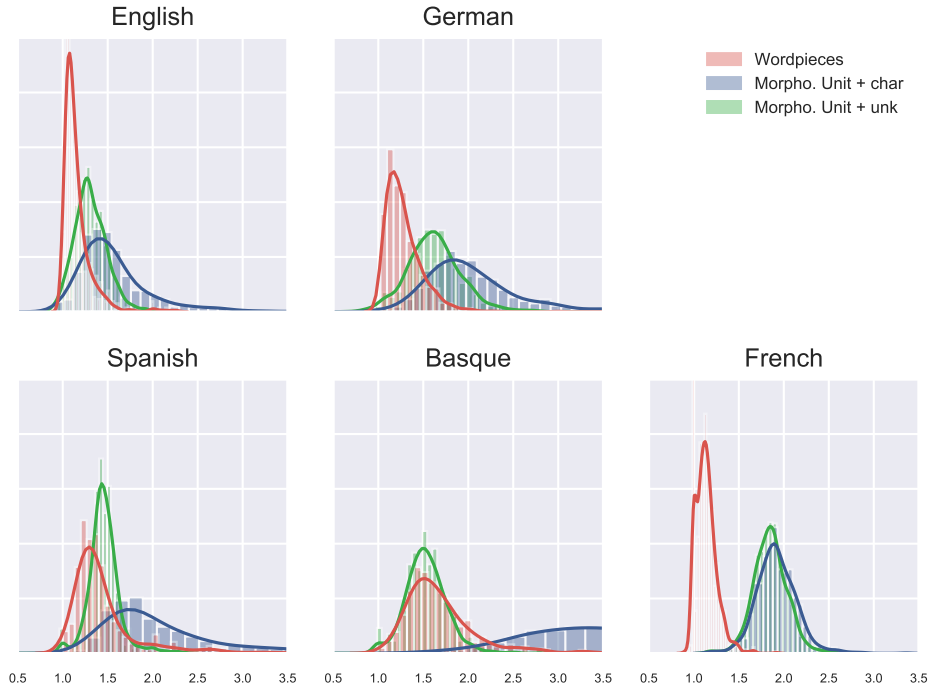 English
German
Wordpieces
Morpho. Unit + char
Morpho. Unit + unk
Spanish
Basque
French
0.5 1.0 1.5 2.0 2.5 3.0 3.5
0.5 1.0 1.5 2.0 2.5 3.0 3.5
0.5 1.0 1.5 2.0 2.5 3.0 3.5